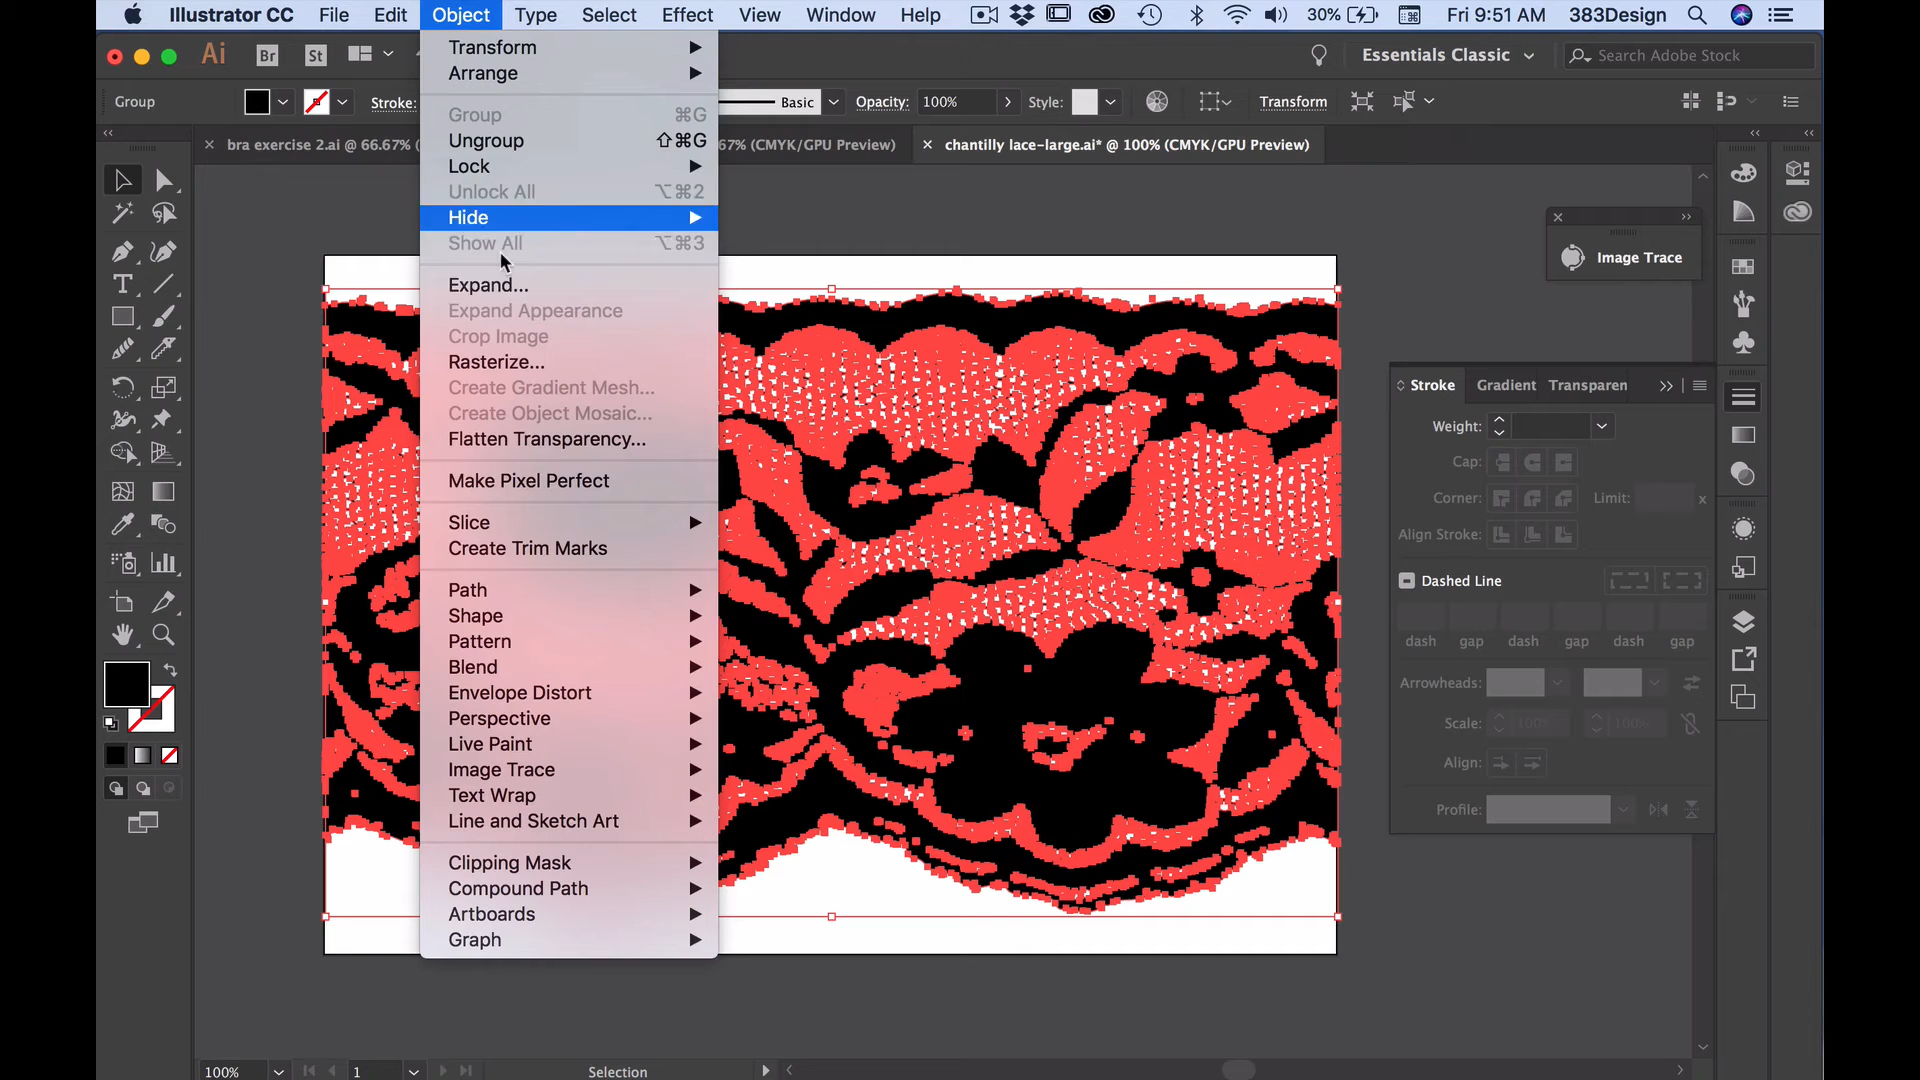 Illustrator CC File Edit Object Type Select Effect View Window Help 30% Fri 9:51 AM 383Design
Ai Br St Essentials Classic Search Adobe Stock
Group Stroke: Basic Opacity: 100% Style: Transform
× bra exercise 2.ai @ 66.67% ( 67% (CMYK/GPU Preview) × chantilly lace-large.ai* @ 100% (CMYK/GPU Preview)
Transform
Arrange
Group ⌘G
Ungroup ⇧⌘G
Lock
Unlock All ⌥⌘2
Hide
Show All ⌥⌘3
Expand...
Expand Appearance
Crop Image
Rasterize...
Create Gradient Mesh...
Create Object Mosaic...
Flatten Transparency...
Make Pixel Perfect
Slice
Create Trim Marks
Path
Shape
Pattern
Blend
Envelope Distort
Perspective
Live Paint
Image Trace
Text Wrap
Line and Sketch Art
Clipping Mask
Compound Path
Artboards
Graph
Image Trace
Stroke Gradient Transparen
Weight:
Cap:
Corner: Limit: x
Align Stroke:
Dashed Line
dash gap dash gap dash gap
Arrowheads:
Scale: 100% 100%
Align:
Profile:
100% 1 Selection